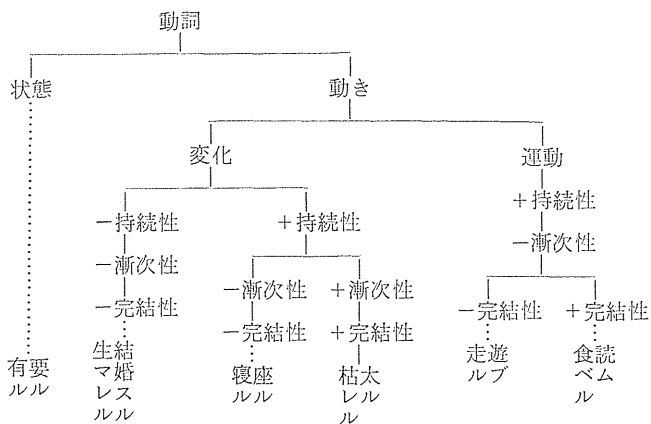 動詞
状態
動き
変化
運動
−持続性
＋持続性
＋持続性
−漸次性
−漸次性
−漸次性
＋漸次性
−完結性
−完結性
＋完結性
−完結性
＋完結性
要ル
有ル
結婚スル
生マレル
座ル
寝ル
太ル
枯レル
遊ブ
走ル
読ム
食ベル